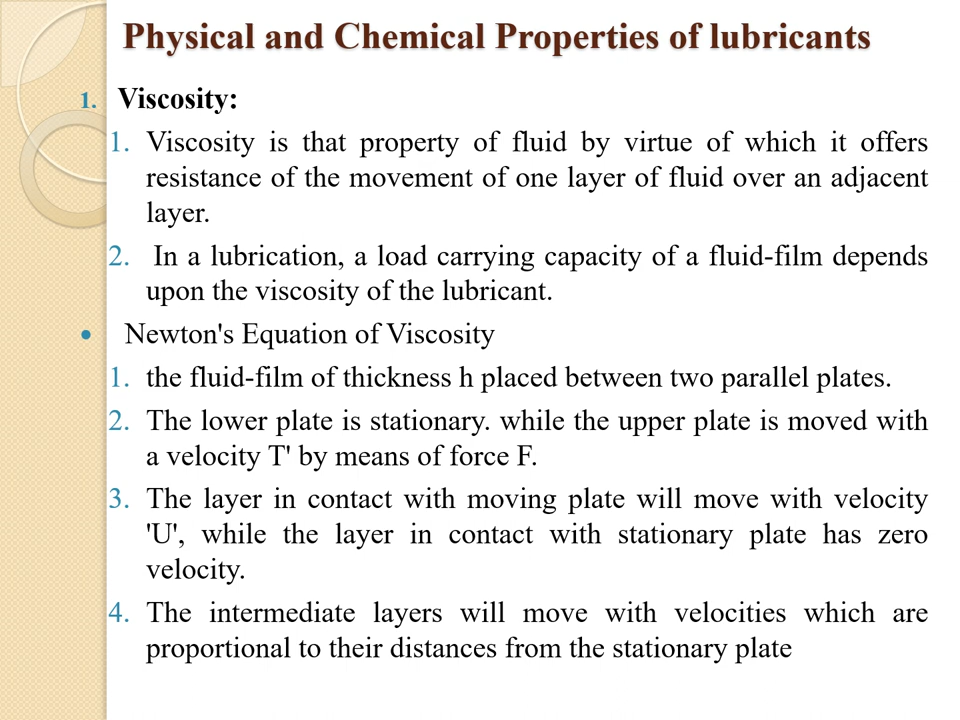 Physical and Chemical Properties of lubricants
1. Viscosity:
1. Viscosity is that property of fluid by virtue of which it offers
resistance of the movement of one layer of fluid over an adjacent
layer.
2. In a lubrication, a load carrying capacity of a fluid-film depends
upon the viscosity of the lubricant.
• Newton's Equation of Viscosity
1. the fluid-film of thickness h placed between two parallel plates.
2. The lower plate is stationary. while the upper plate is moved with
a velocity T' by means of force F.
3. The layer in contact with moving plate will move with velocity
'U', while the layer in contact with stationary plate has zero
velocity.
4. The intermediate layers will move with velocities which are
proportional to their distances from the stationary plate